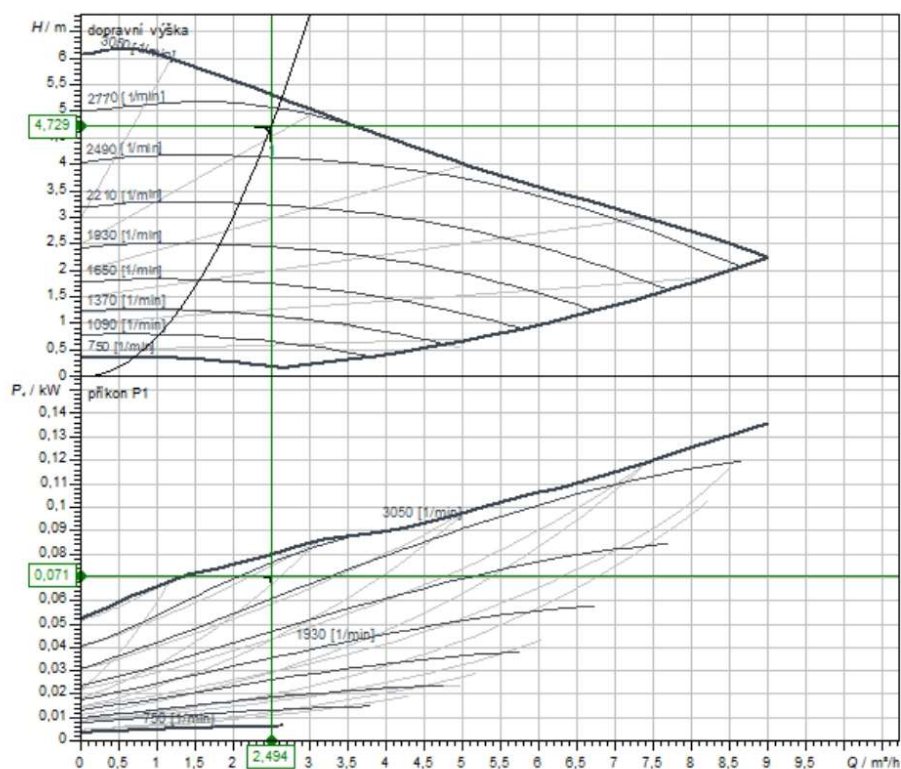 H / m
dopravní výška
3050 [1/min]
6
5,5
2770 [1/min]
5
4,729
2490 [1/min]
4
3,5
2210 [1/min]
3
2,5
1930 [1/min]
2
1650 [1/min]
1,5
1370 [1/min]
1
1090 [1/min]
0,5
750 [1/min]
0
P₁ / kW
příkon P1
0,14
0,13
0,12
0,11
0,1
3050 [1/min]
0,09
0,08
0,071
0,06
0,05
1930 [1/min]
0,04
0,03
0,02
0,01
750 [1/min]
0
0 0,5 1 1,5 2 2,494 3 3,5 4 4,5 5 5,5 6 6,5 7 7,5 8 8,5 9 9,5 Q / m³/h